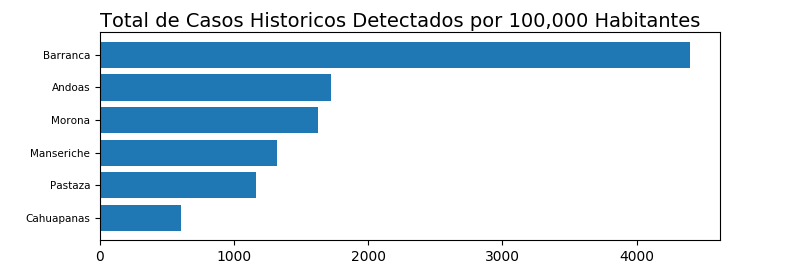 Total de Casos Historicos Detectados por 100,000 Habitantes
Barranca
Andoas
Morona
Manseriche
Pastaza
Cahuapanas
0 1000 2000 3000 4000